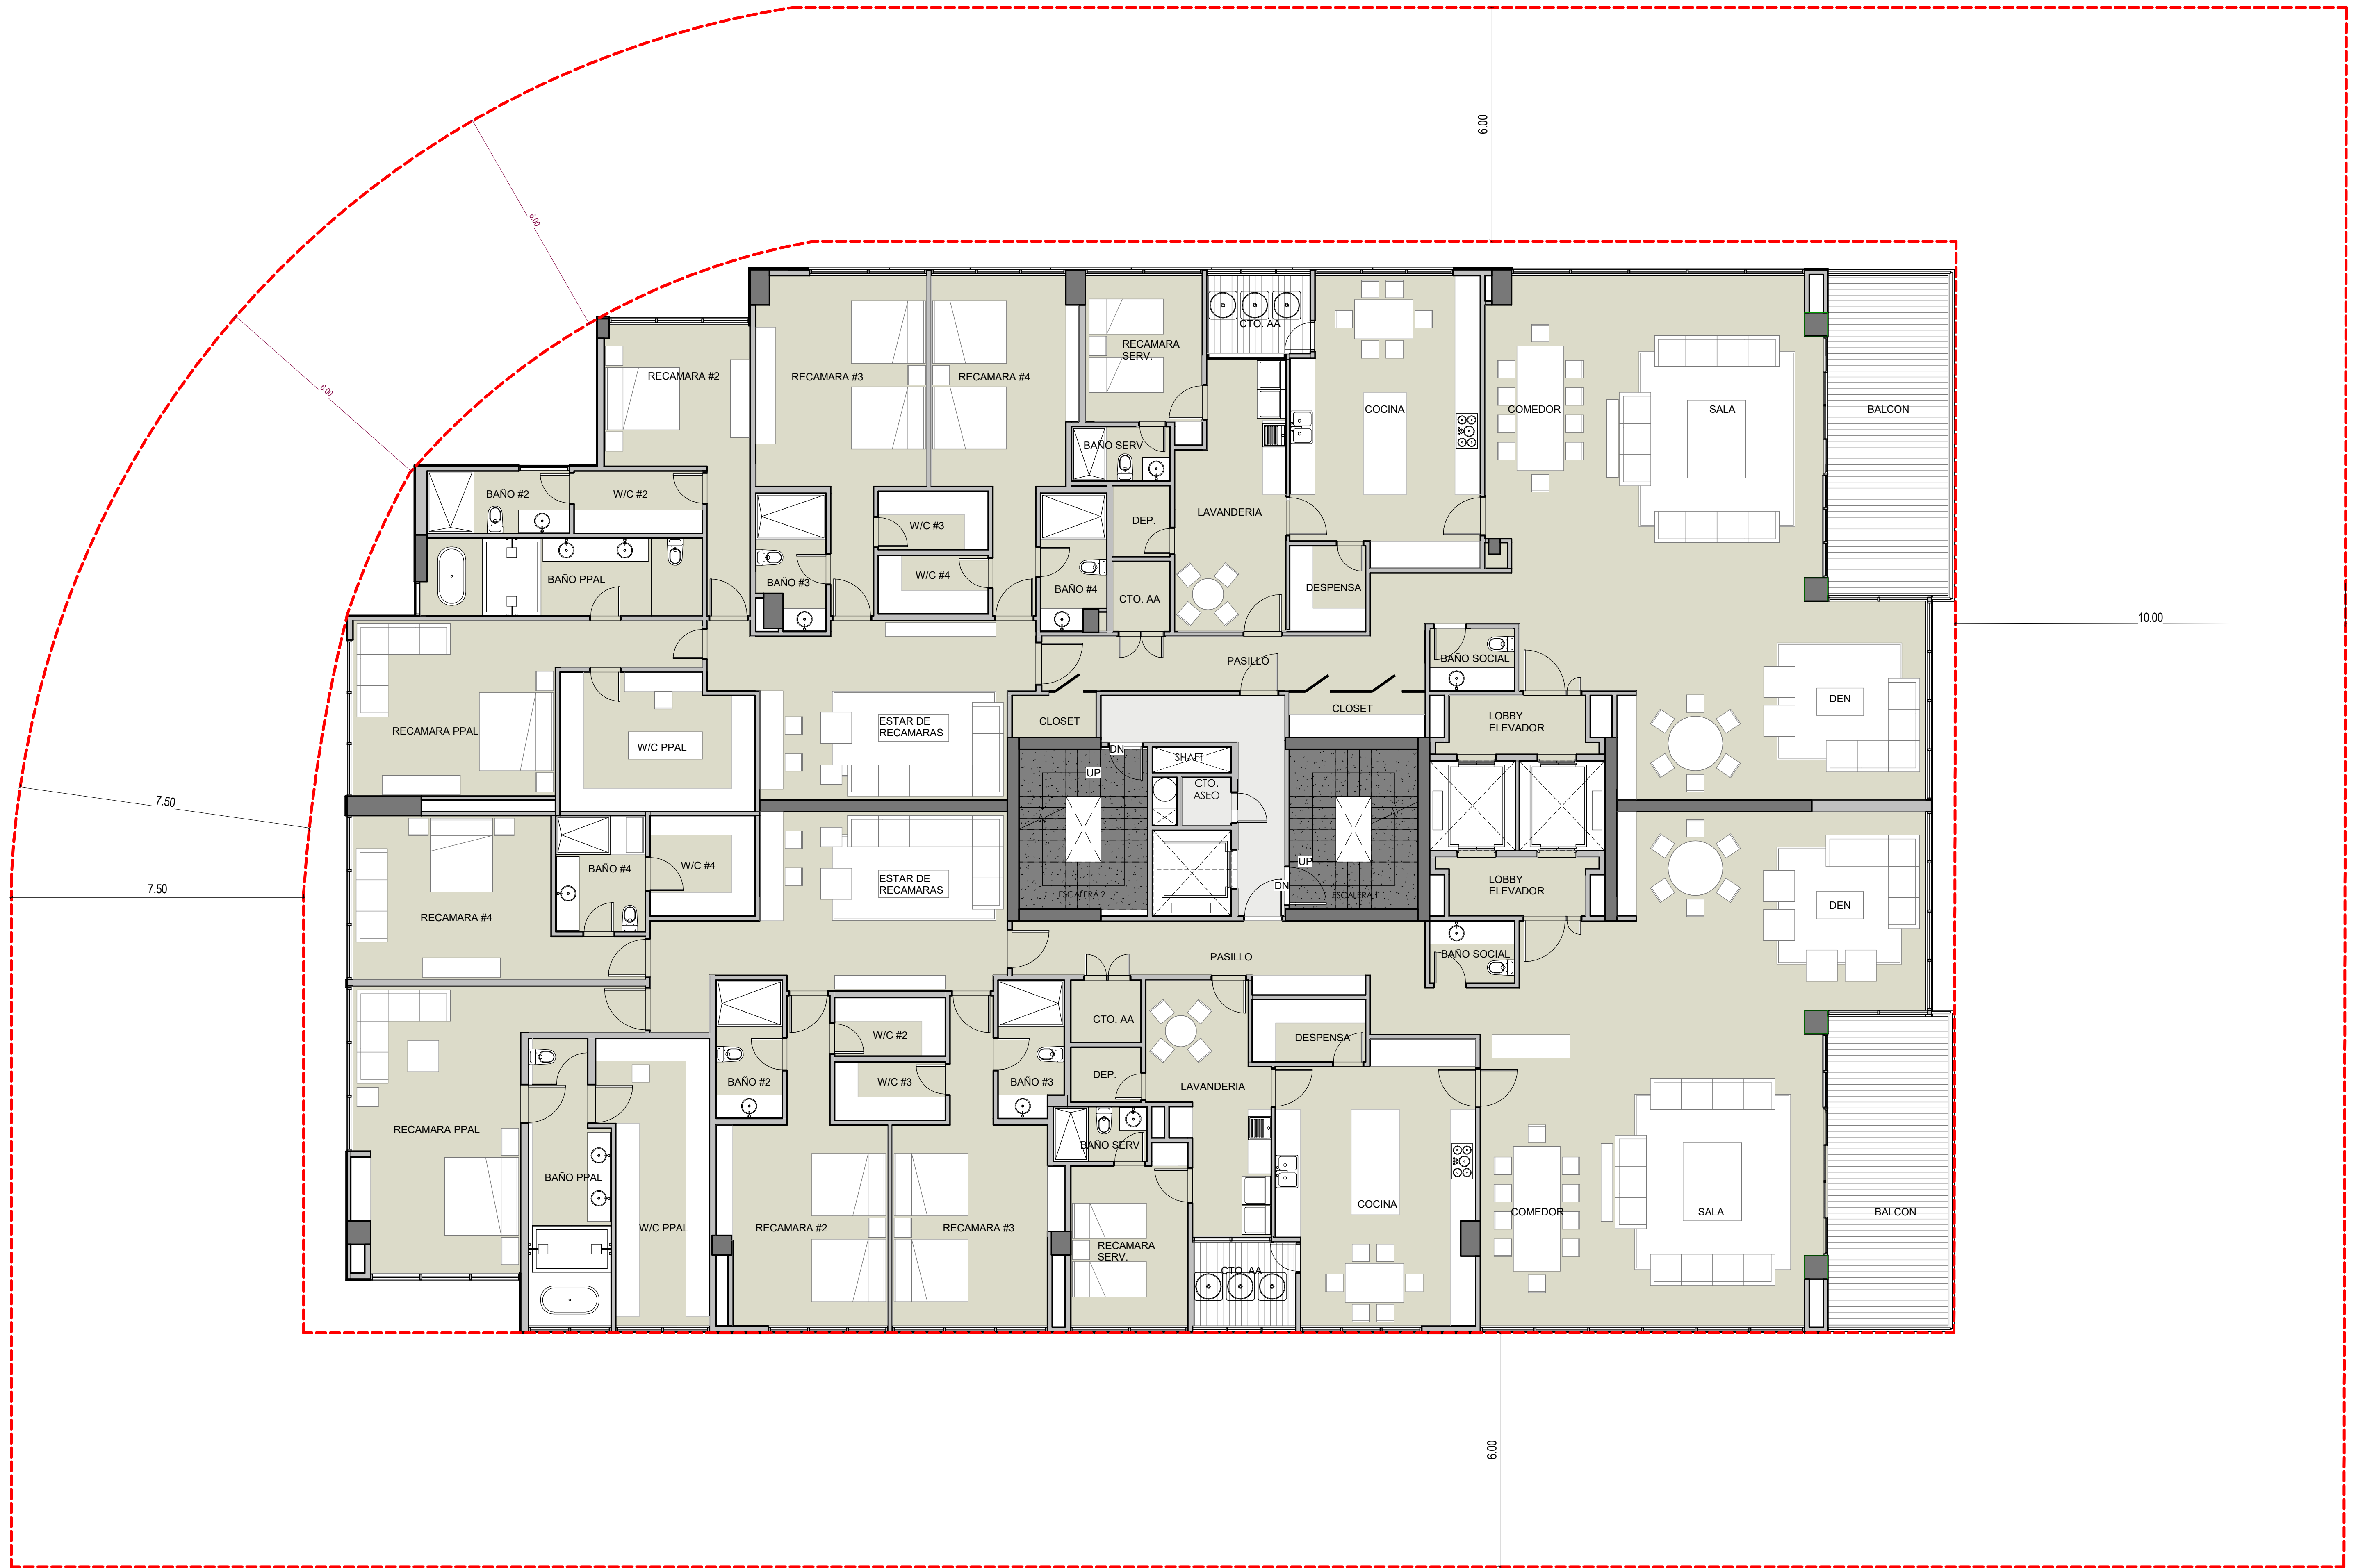 6.00
6.00
6.00
CTO. AA
RECAMARA
SERV.
RECAMARA #2
RECAMARA #3
RECAMARA #4
COCINA
COMEDOR
SALA
BALCON
BAÑO SERV
BAÑO #2
W/C #2
W/C #3
DEP.
LAVANDERIA
BAÑO PPAL
BAÑO #3
W/C #4
BAÑO #4
CTO. AA
DESPENSA
10.00
PASILLO
BAÑO SOCIAL
DEN
RECAMARA PPAL
W/C PPAL
ESTAR DE
RECAMARAS
CLOSET
CLOSET
LOBBY
ELEVADOR
DN
UP
SHAFT
CTO.
ASEO
7.50
7.50
RECAMARA #4
BAÑO #4
W/C #4
ESTAR DE
RECAMARAS
ESCALERA 2
UP
DN
ESCALERA 1
LOBBY
ELEVADOR
DEN
PASILLO
BAÑO SOCIAL
CTO. AA
W/C #2
DESPENSA
BAÑO #2
W/C #3
BAÑO #3
DEP.
LAVANDERIA
RECAMARA PPAL
BAÑO SERV
BAÑO PPAL
W/C PPAL
RECAMARA #2
RECAMARA #3
RECAMARA
SERV.
COCINA
COMEDOR
SALA
BALCON
CTO. AA
6.00